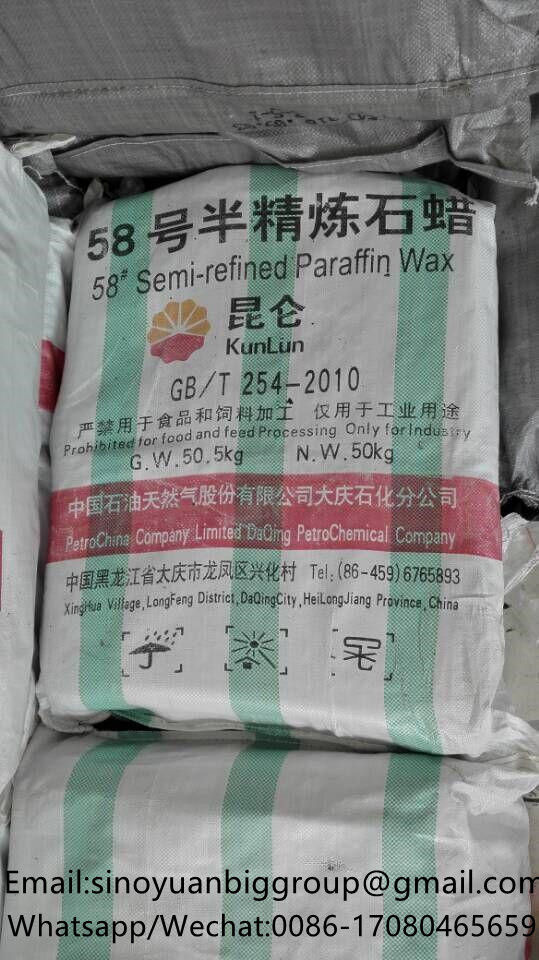 58号半精炼石蜡
58# Semi-refined Paraffin Wax
昆仑
KunLun
GB/T 254-2010
严禁用于食品和饲料加工 仅用于工业用途
Prohibited for food and feed Processing Only for Industry
G.W.50.5kg N.W.50kg
中国石油天然气股份有限公司大庆石化分公司
PetroChina Company Limited DaQing PetroChemical Company
中国黑龙江省大庆市龙凤区兴化村 Tel:(86-459)6765893
XingHua Village,LongFeng District,DaQingCity,HeiLongJiang Province,China
Email:sinoyuanbiggroup@gmail.com
Whatsapp/Wechat:0086-17080465659